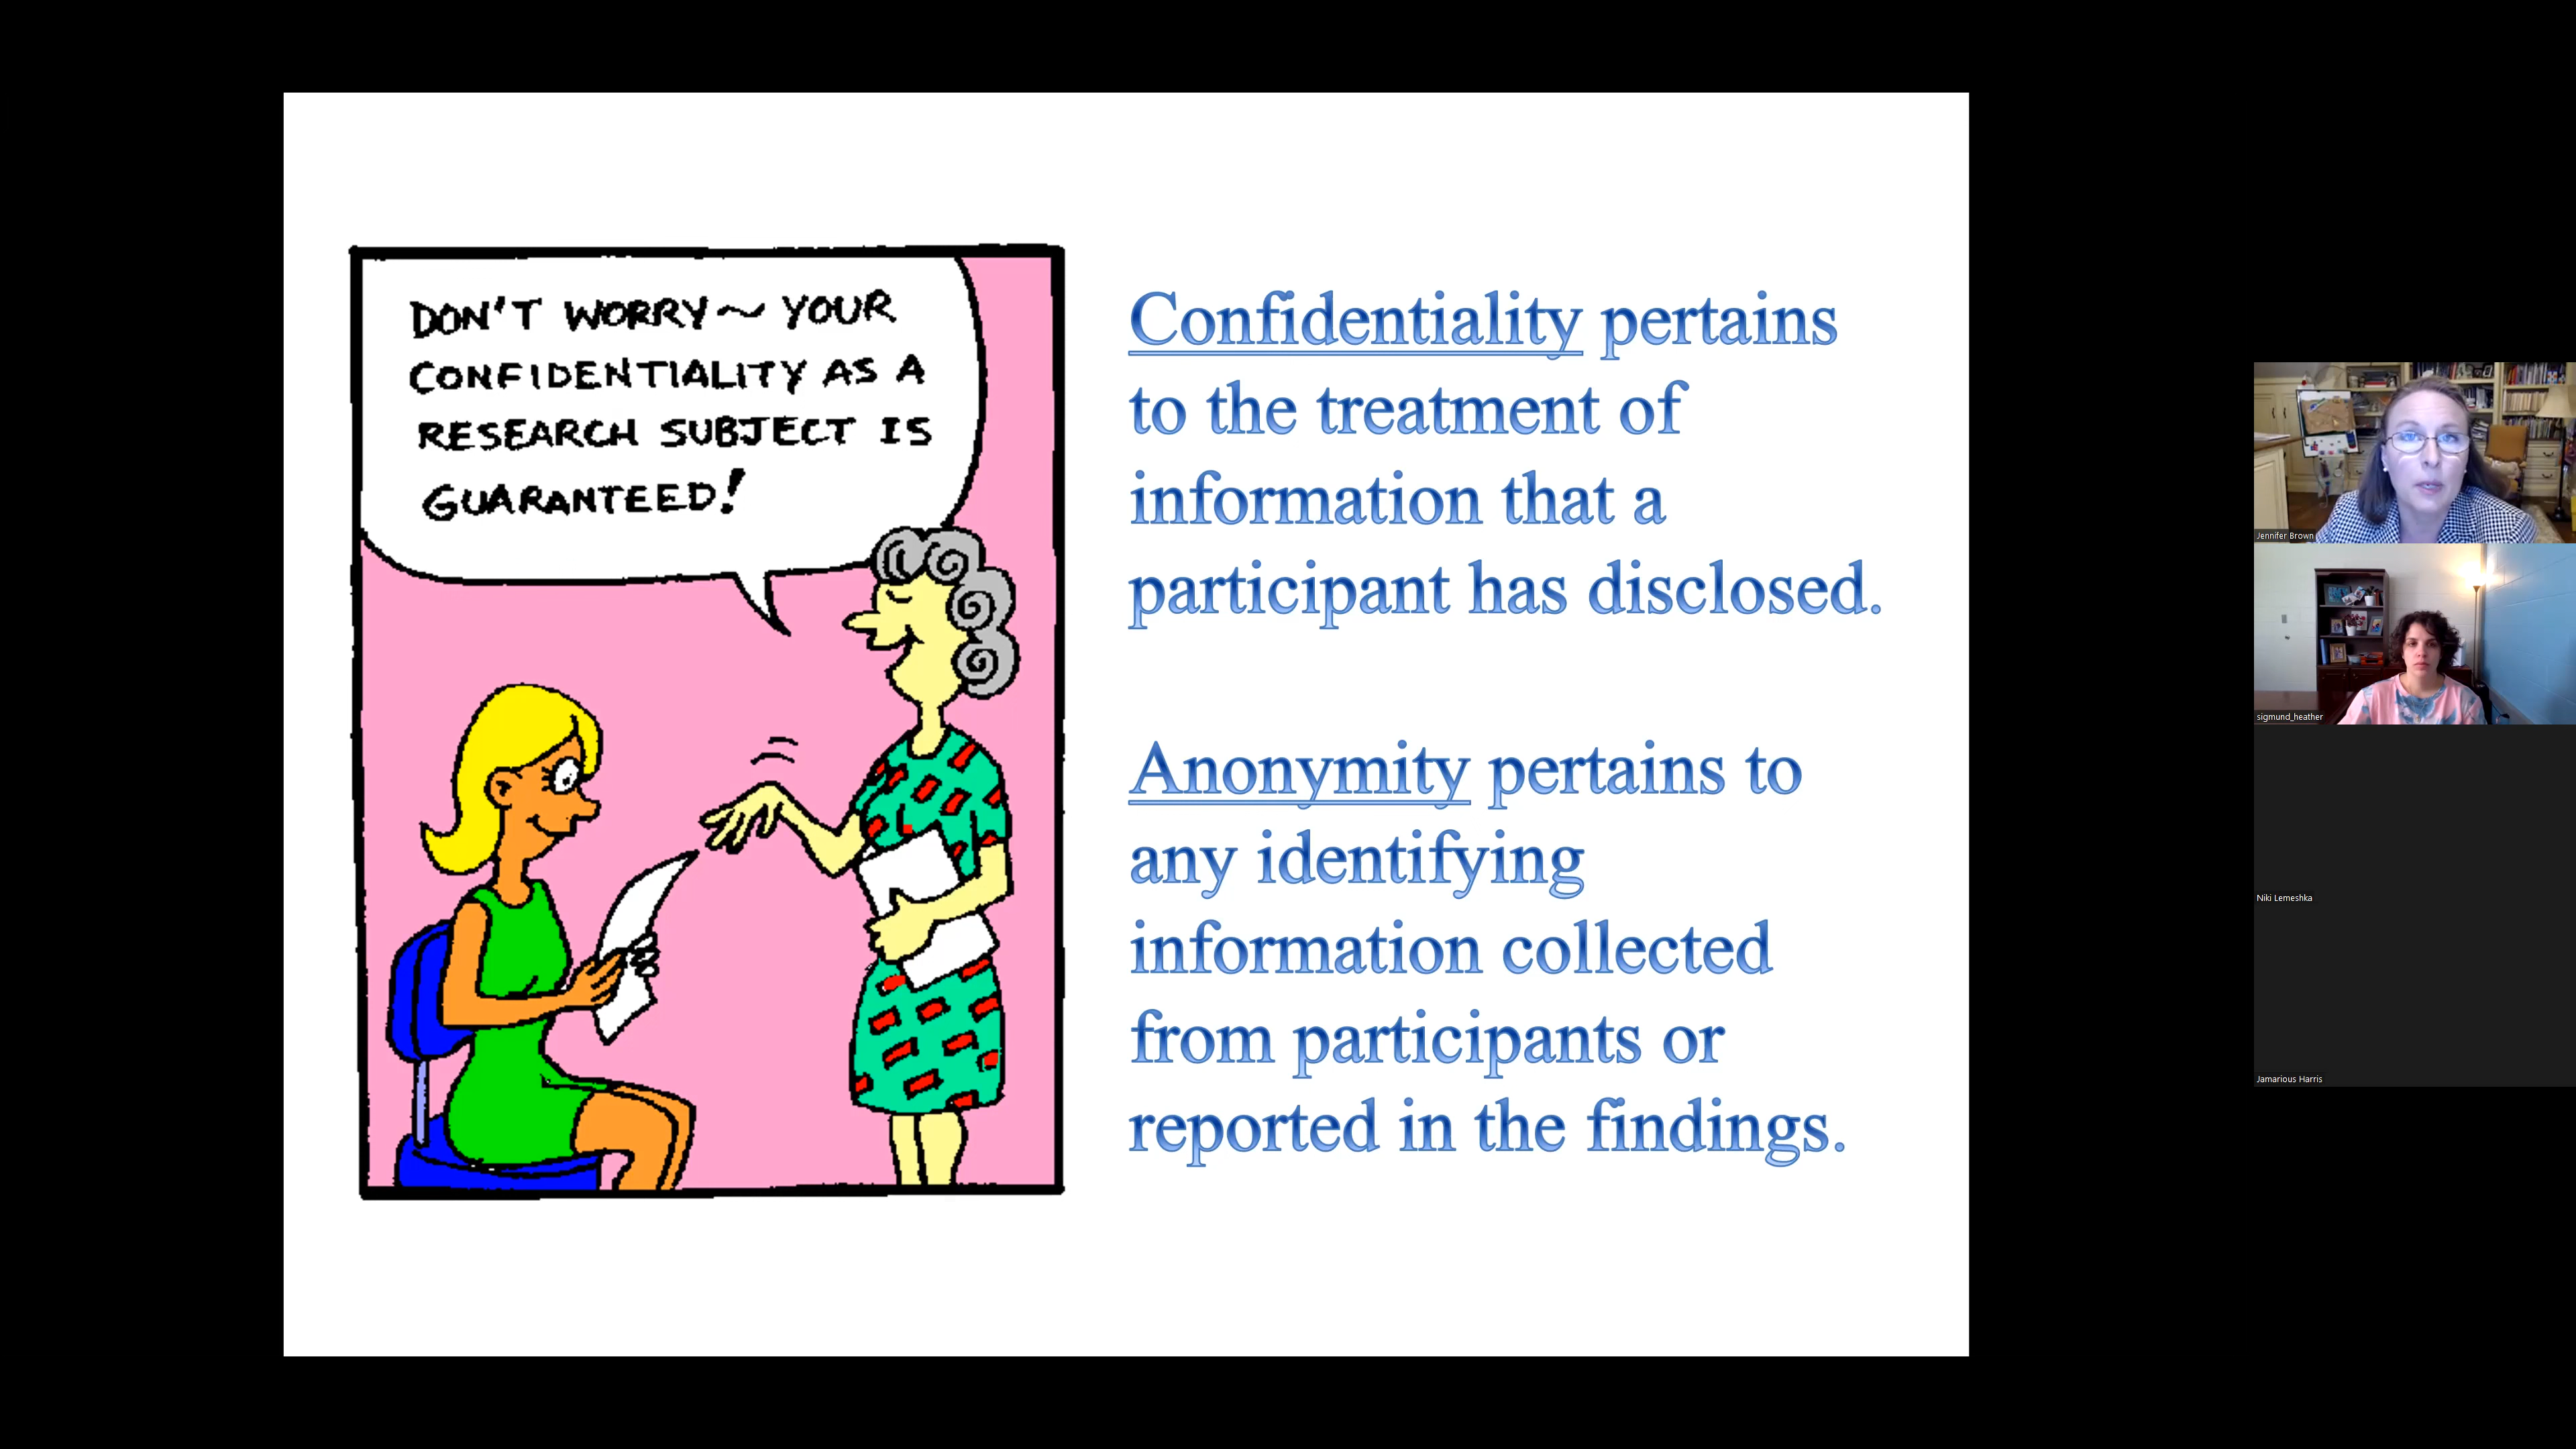 DON'T WORRY~ YOUR
CONFIDENTIALITY AS A
RESEARCH SUBJECT IS
GUARANTEED!
Confidentiality pertains
to the treatment of
information that a
participant has disclosed.
Anonymity pertains to
any identifying
information collected
from participants or
reported in the findings.
Jennifer Brown
sigmund_heather
Niki Lemeshka
Jamarious Harris